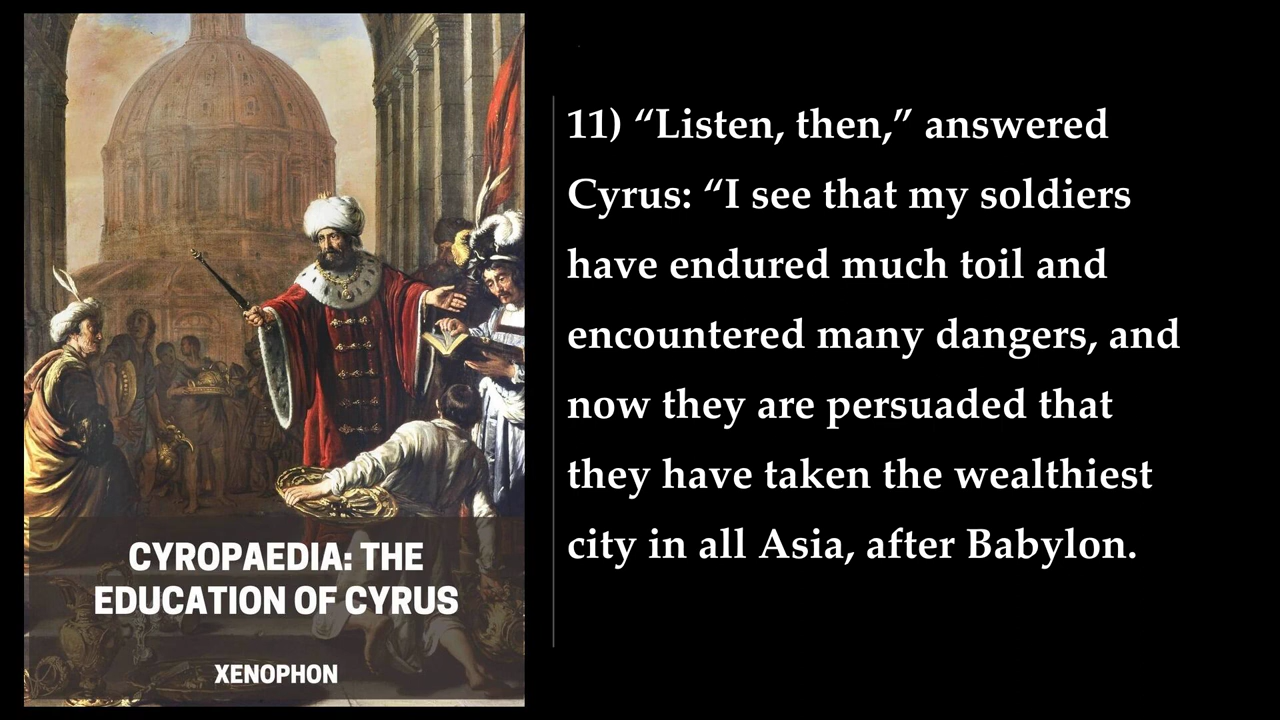 CYROPAEDIA: THE
EDUCATION OF CYRUS
XENOPHON
11) “Listen, then,” answered
Cyrus: “I see that my soldiers
have endured much toil and
encountered many dangers, and
now they are persuaded that
they have taken the wealthiest
city in all Asia, after Babylon.